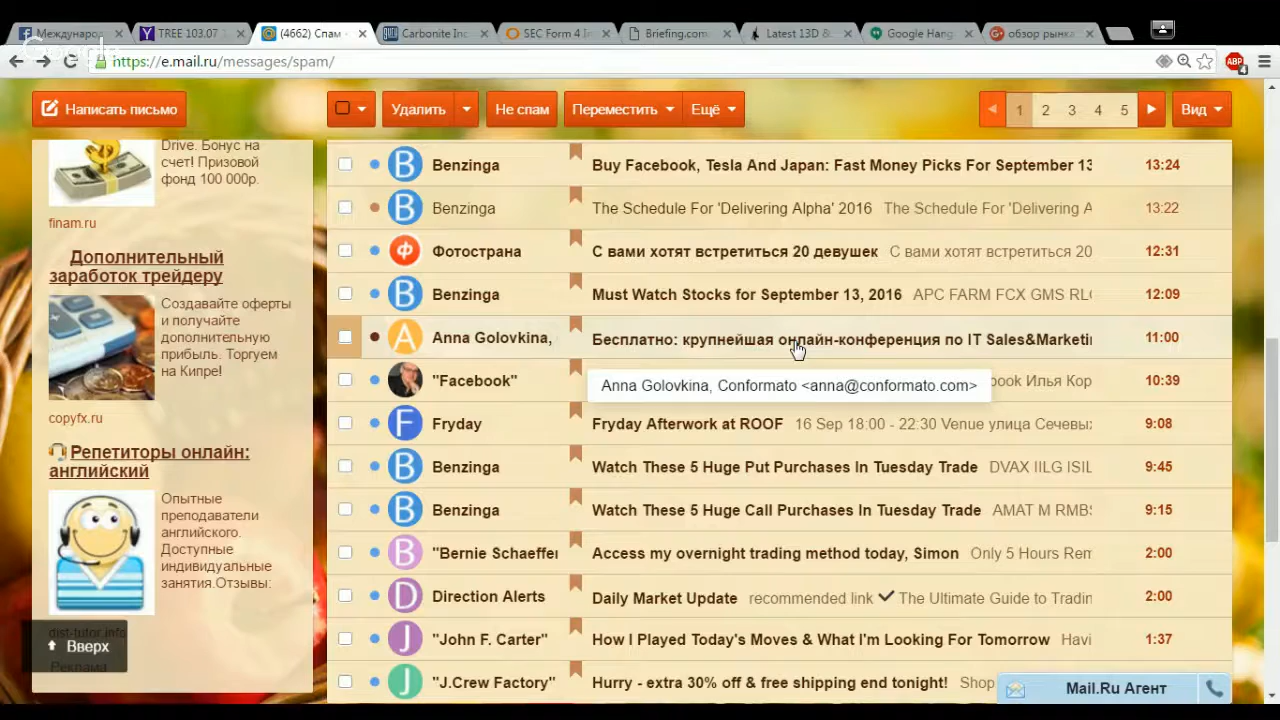 Международ
TREE 103.07
(4662) Спам -
Carbonite Inc
SEC Form 4 I
Briefing.com
Latest 13D &
Google Hang
обзор рынка
https://e.mail.ru/messages/spam/
ABP
4
Написать письмо
Удалить
Не спам
Переместить
Ещё
1 2 3 4 5
Вид
Drive. Бонус на
счет! Призовой
фонд 100 000р.
finam.ru
Дополнительный
заработок трейдеру
Создавайте оферты
и получайте
дополнительную
прибыль. Торгуем
на Кипре!
copyfx.ru
Репетиторы онлайн:
английский
Опытные
преподаватели
английского.
Доступные
индивидуальные
занятия.Отзывы:
dist-tutor.info
Реклама
Вверх
B Benzinga Buy Facebook, Tesla And Japan: Fast Money Picks For September 13 13:24
B Benzinga The Schedule For 'Delivering Alpha' 2016 The Schedule For 'Delivering A 13:22
Ф Фотострана С вами хотят встретиться 20 девушек С вами хотят встретиться 20 12:31
B Benzinga Must Watch Stocks for September 13, 2016 APC FARM FCX GMS RLO 12:09
A Anna Golovkina, Бесплатно: крупнейшая онлайн-конференция по IT Sales&Marketin 11:00
"Facebook" book Илья Кор 10:39
Anna Golovkina, Conformato <anna@conformato.com>
F Fryday Fryday Afterwork at ROOF 16 Sep 18:00 - 22:30 Venue улица Сечевых 9:08
B Benzinga Watch These 5 Huge Put Purchases In Tuesday Trade DVAX IILG ISIL 9:45
B Benzinga Watch These 5 Huge Call Purchases In Tuesday Trade AMAT M RMBS 9:15
B "Bernie Schaeffer Access my overnight trading method today, Simon Only 5 Hours Rem 2:00
D Direction Alerts Daily Market Update recommended link The Ultimate Guide to Tradin 2:00
J "John F. Carter" How I Played Today's Moves & What I'm Looking For Tomorrow Havi 1:37
J "J.Crew Factory" Hurry - extra 30% off & free shipping end tonight! Shop
Mail.Ru Агент